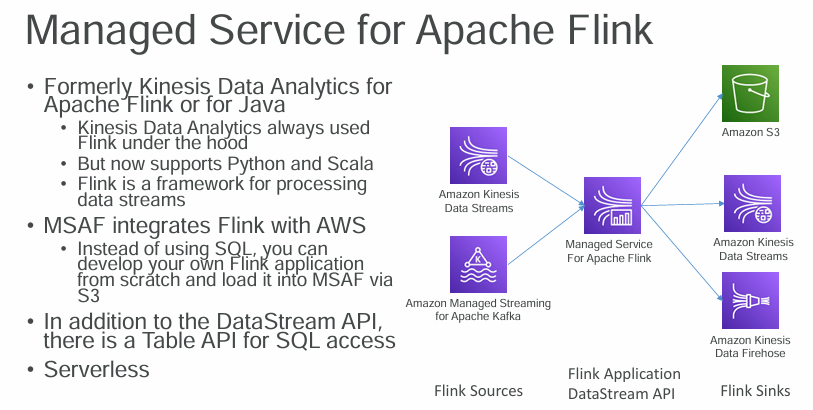 Managed Service for Apache Flink
• Formerly Kinesis Data Analytics for
Apache Flink or for Java
• Kinesis Data Analytics always used
Flink under the hood
• But now supports Python and Scala
• Flink is a framework for processing
data streams
• MSAF integrates Flink with AWS
• Instead of using SQL, you can
develop your own Flink application
from scratch and load it into MSAF via
S3
• In addition to the DataStream API,
there is a Table API for SQL access
• Serverless
Amazon Kinesis
Data Streams
K
Amazon Managed Streaming
for Apache Kafka
Flink Sources
Managed Service
For Apache Flink
Flink Application
DataStream API
Amazon S3
Amazon Kinesis
Data Streams
Amazon Kinesis
Data Firehose
Flink Sinks